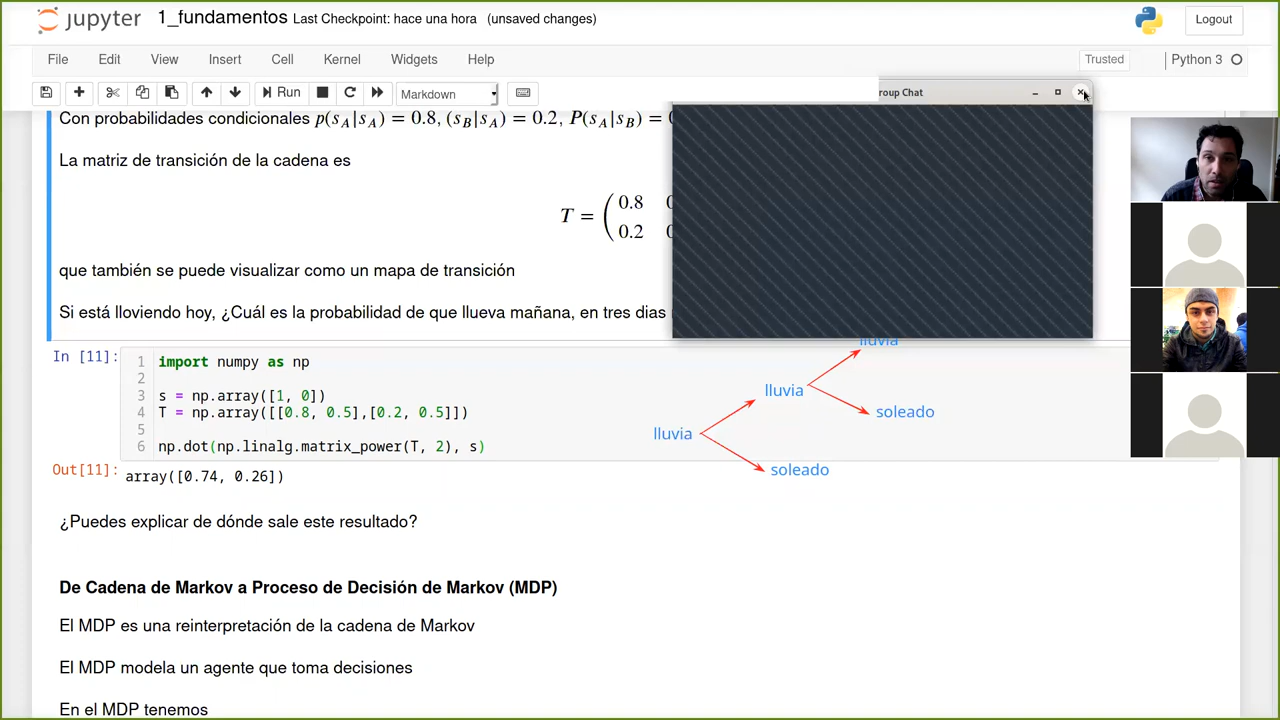 jupyter 1_fundamentos Last Checkpoint: hace una hora (unsaved changes)
Logout
File Edit View Insert Cell Kernel Widgets Help
Trusted Python 3
Run Markdown
roup Chat
Con probabilidades condicionales p(s_A|s_A) = 0.8, (s_B|s_A) = 0.2, P(s_A|s_B) = 0
La matriz de transición de la cadena es
T = (0.8 0
0.2 0
que también se puede visualizar como un mapa de transición
Si está lloviendo hoy, ¿Cuál es la probabilidad de que llueva mañana, en tres dias
In [11]:
1 import numpy as np
2
3 s = np.array([1, 0])
4 T = np.array([[0.8, 0.5],[0.2, 0.5]])
5
6 np.dot(np.linalg.matrix_power(T, 2), s)
lluvia
lluvia
soleado
lluvia
soleado
Out[11]: array([0.74, 0.26])
¿Puedes explicar de dónde sale este resultado?
De Cadena de Markov a Proceso de Decisión de Markov (MDP)
El MDP es una reinterpretación de la cadena de Markov
El MDP modela un agente que toma decisiones
En el MDP tenemos